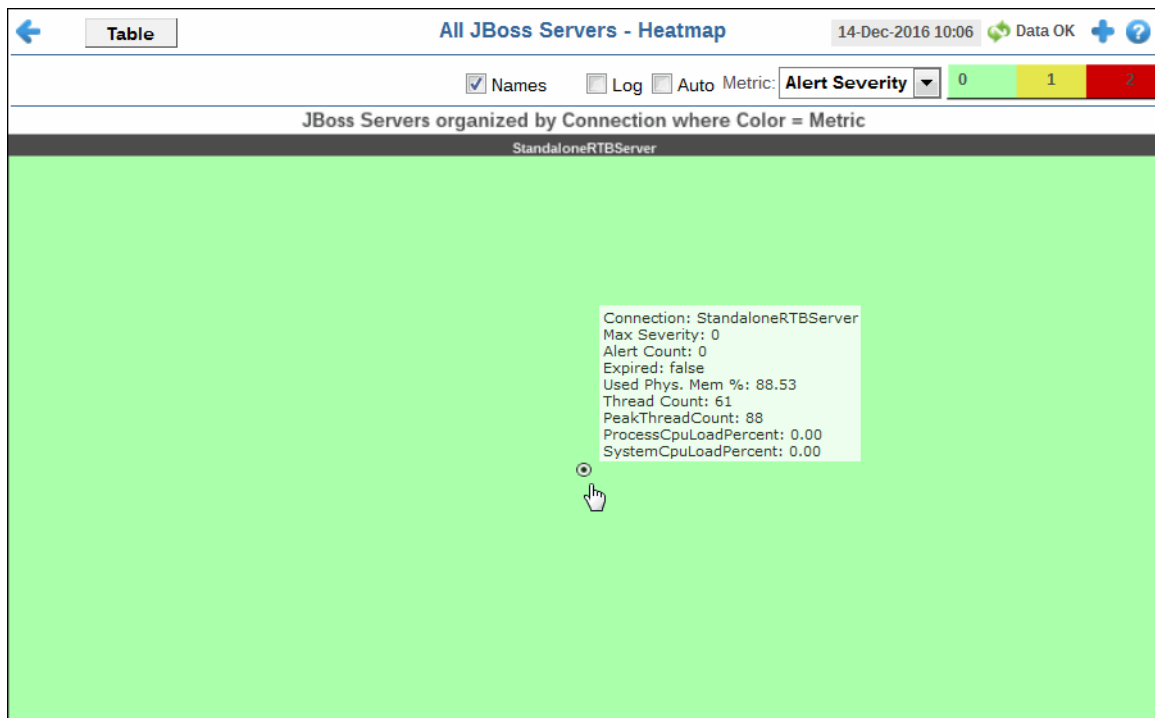 Table
All JBoss Servers - Heatmap
14-Dec-2016 10:06
Data OK
Names
Log
Auto
Metric:
Alert Severity
0
1
2
JBoss Servers organized by Connection where Color = Metric
StandaloneRTBServer
Connection: StandaloneRTBServer
Max Severity: 0
Alert Count: 0
Expired: false
Used Phys. Mem %: 88.53
Thread Count: 61
PeakThreadCount: 88
ProcessCpuLoadPercent: 0.00
SystemCpuLoadPercent: 0.00